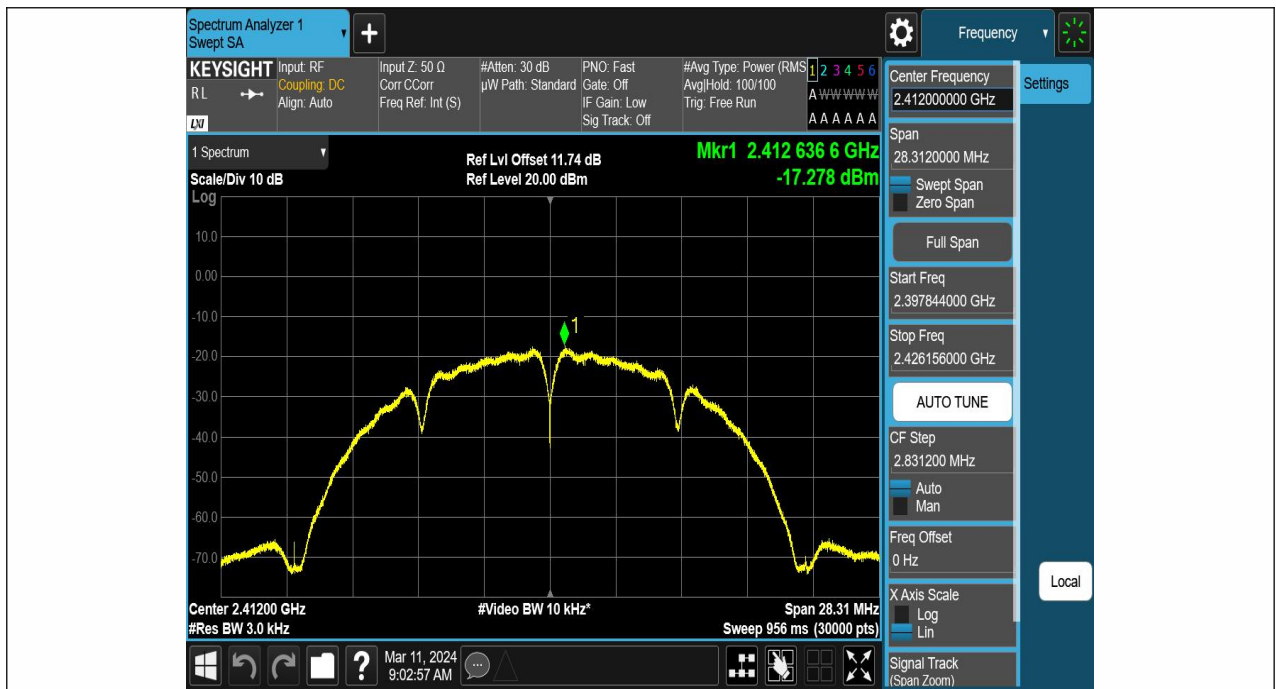 Spectrum Analyzer 1
Swept SA
+
Frequency
KEYSIGHT
RL
LXI
Input: RF
Coupling: DC
Align: Auto
Input Z: 50 Ω
Corr CCorr
Freq Ref: Int (S)
#Atten: 30 dB
µW Path: Standard
PNO: Fast
Gate: Off
IF Gain: Low
Sig Track: Off
#Avg Type: Power (RMS
Avg|Hold: 100/100
Trig: Free Run
1 2 3 4 5 6
A W W W W W
A A A A A A
1 Spectrum
Scale/Div 10 dB
Log
Ref Lvl Offset 11.74 dB
Ref Level 20.00 dBm
Mkr1 2.412 636 6 GHz
-17.278 dBm
10.0
0.00
-10.0
-20.0
-30.0
-40.0
-50.0
-60.0
-70.0
1
Center 2.41200 GHz
#Res BW 3.0 kHz
#Video BW 10 kHz*
Span 28.31 MHz
Sweep 956 ms (30000 pts)
?
Mar 11, 2024
9:02:57 AM
Center Frequency
2.412000000 GHz
Span
28.3120000 MHz
Swept Span
Zero Span
Full Span
Start Freq
2.397844000 GHz
Stop Freq
2.426156000 GHz
AUTO TUNE
CF Step
2.831200 MHz
Auto
Man
Freq Offset
0 Hz
X Axis Scale
Log
Lin
Signal Track
(Span Zoom)
Settings
Local